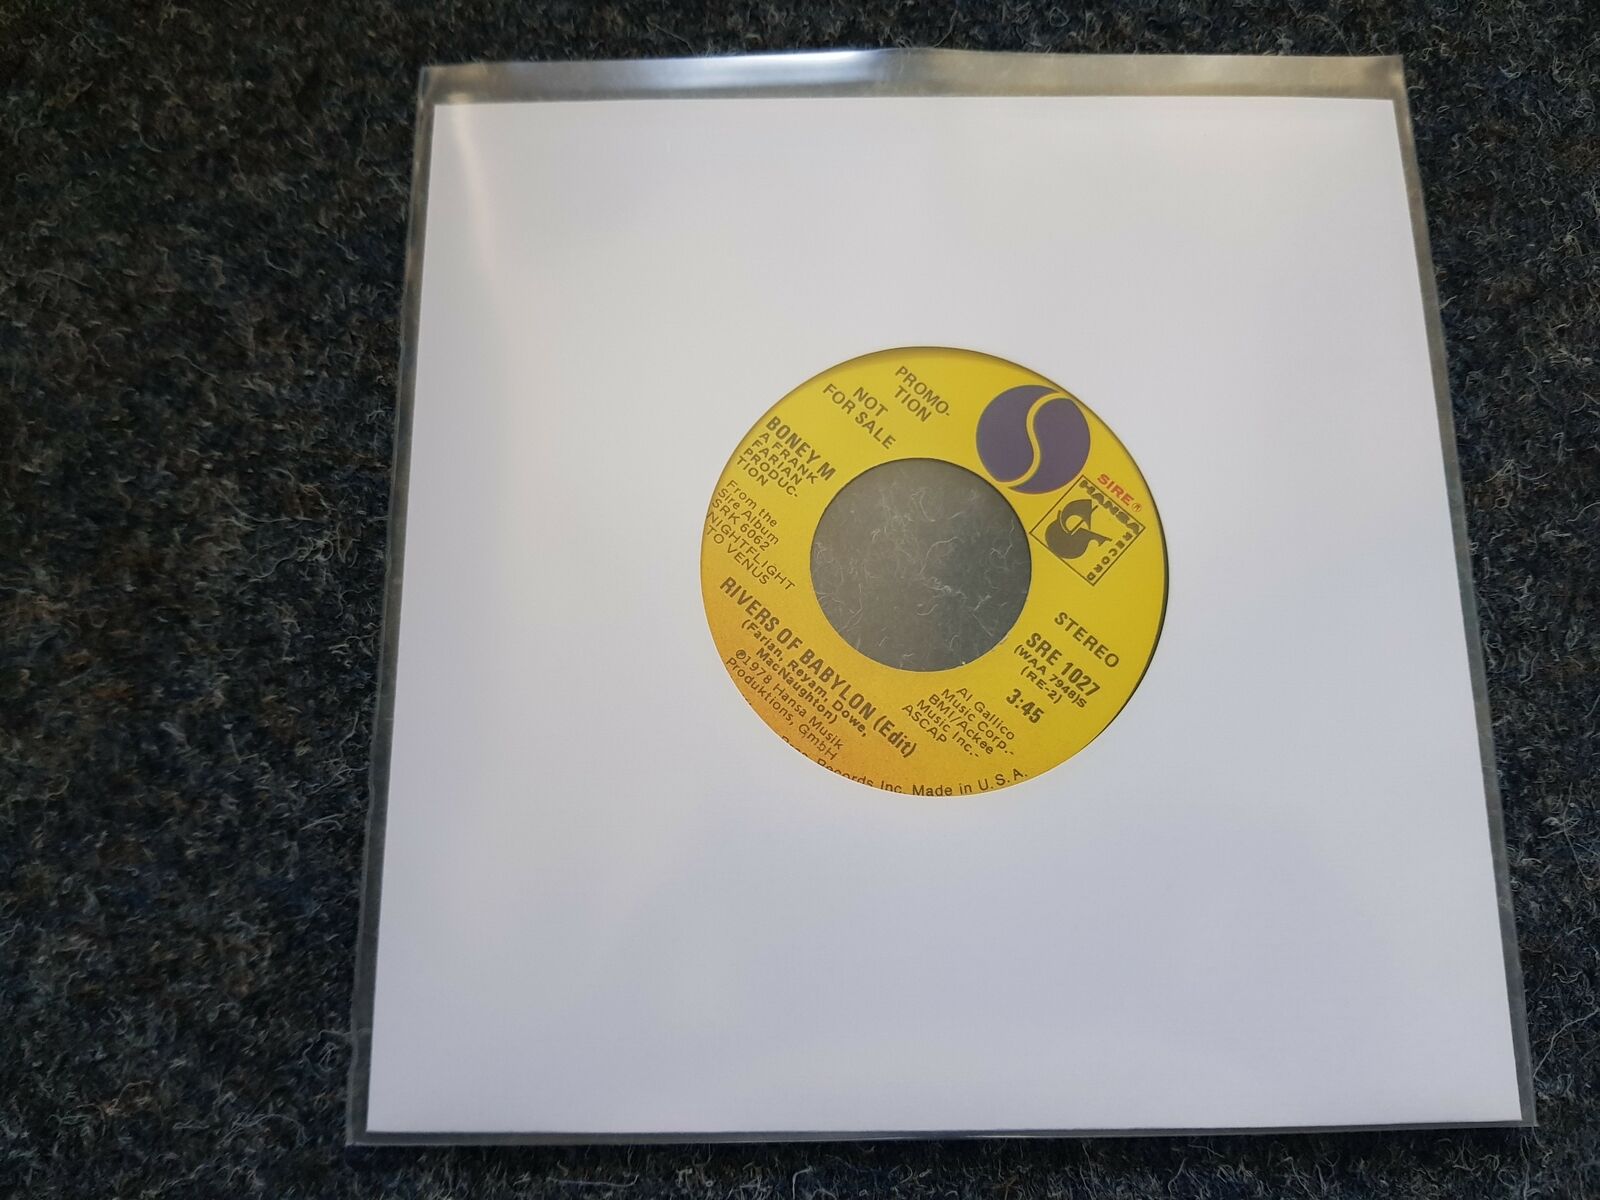 PROMO-
TION
NOT
FOR SALE
BONEY M
A FRANK
FARIAN
PRODUC-
TION
From the
Sire Album
SRK 6062
NIGHTFLIGHT
TO VENUS
SIRE®
HANSA
RECORD
STEREO
SRE 1027
(WAA 7948)S
(RE-2)
3:45
Al Gallico
Music Corp.-
BMI/Ackee
Music Inc.-
ASCAP
RIVERS OF BABYLON (Edit)
(Farian, Reyam, Dowe,
MacNaughton)
℗1978 Hansa Musik
Produktions, GmbH
Records Inc. Made in U.S.A.